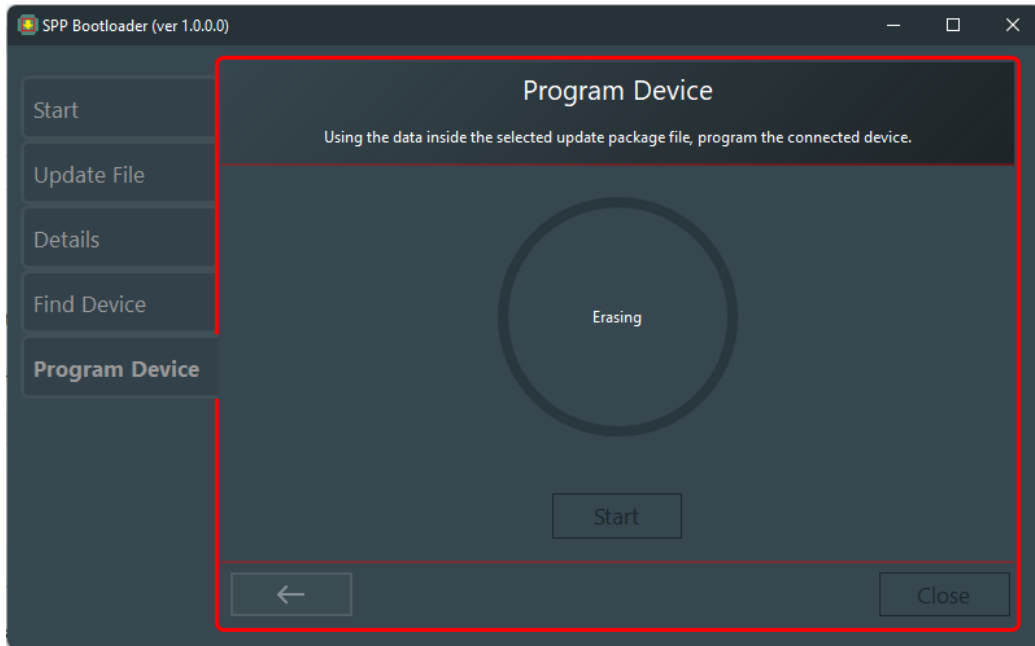 SPP Bootloader (ver 1.0.0.0)
Start
Update File
Details
Find Device
Program Device
Program Device
Using the data inside the selected update package file, program the connected device.
Erasing
Start
Close